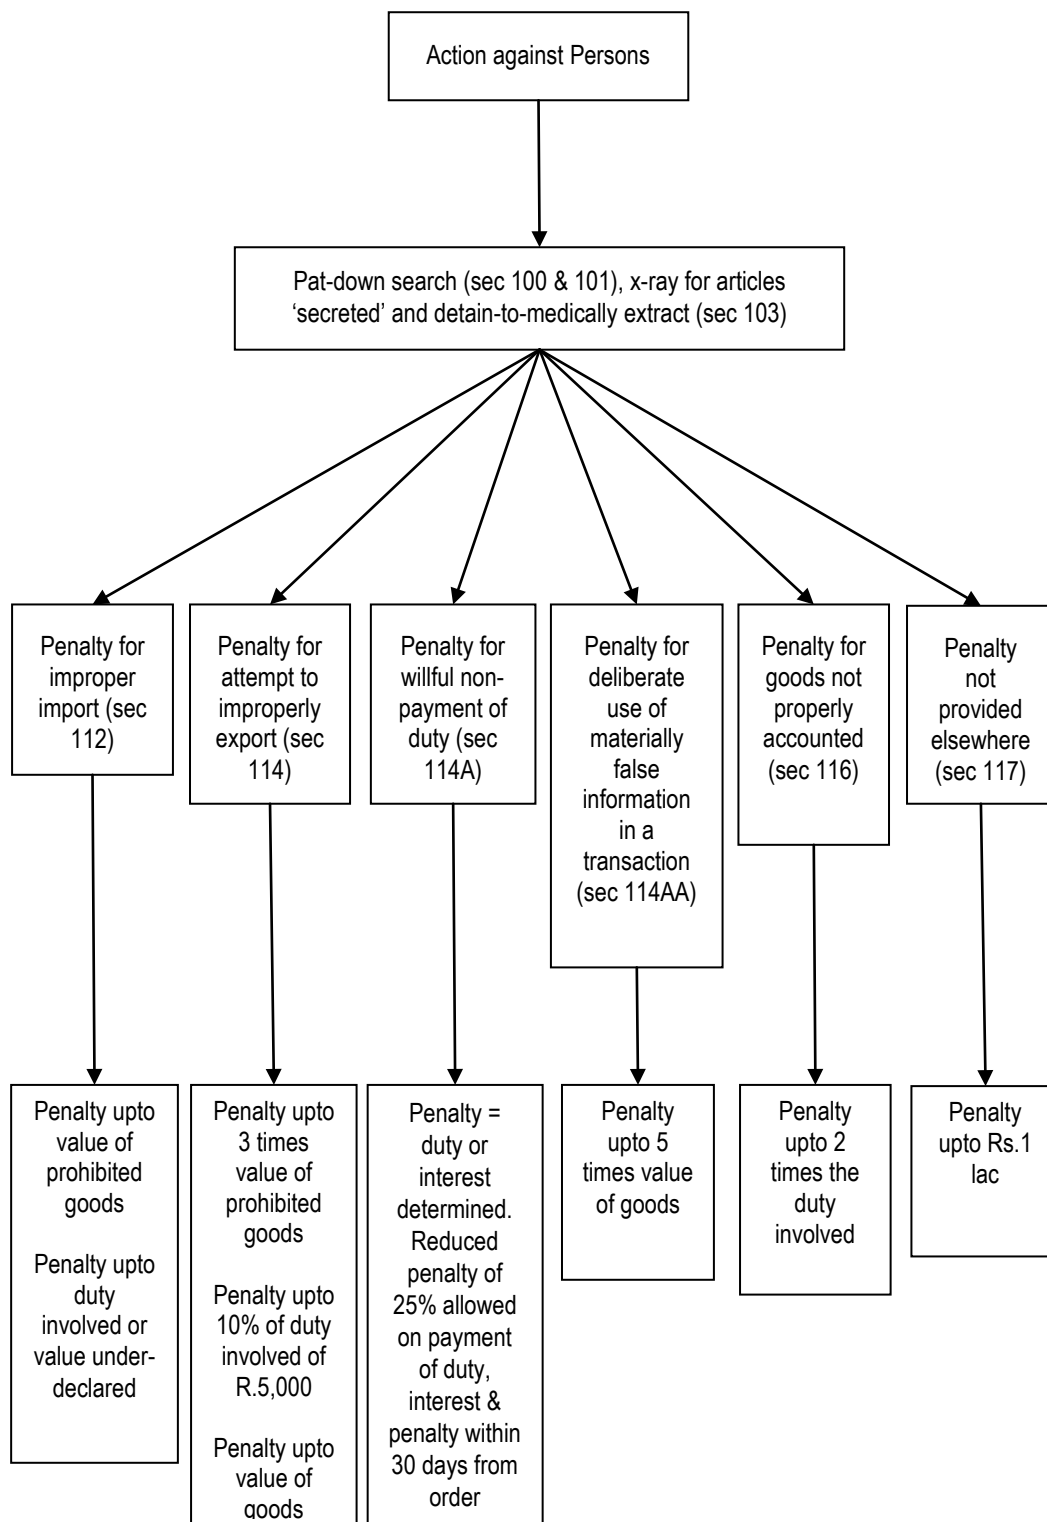 Action against Persons
Pat-down search (sec 100 & 101), x-ray for articles
‘secreted’ and detain-to-medically extract (sec 103)
Penalty for
improper
import (sec
112)
Penalty for
attempt to
improperly
export (sec
114)
Penalty for
willful non-
payment of
duty (sec
114A)
Penalty for
deliberate
use of
materially
false
information
in a
transaction
(sec 114AA)
Penalty for
goods not
properly
accounted
(sec 116)
Penalty
not
provided
elsewhere
(sec 117)
Penalty upto
value of
prohibited
goods
Penalty upto
duty
involved or
value under-
declared
Penalty upto
3 times
value of
prohibited
goods
Penalty upto
10% of duty
involved of
R.5,000
Penalty upto
value of
goods
Penalty =
duty or
interest
determined.
Reduced
penalty of
25% allowed
on payment
of duty,
interest &
penalty within
30 days from
order
Penalty
upto 5
times value
of goods
Penalty
upto 2
times the
duty
involved
Penalty
upto Rs.1
lac